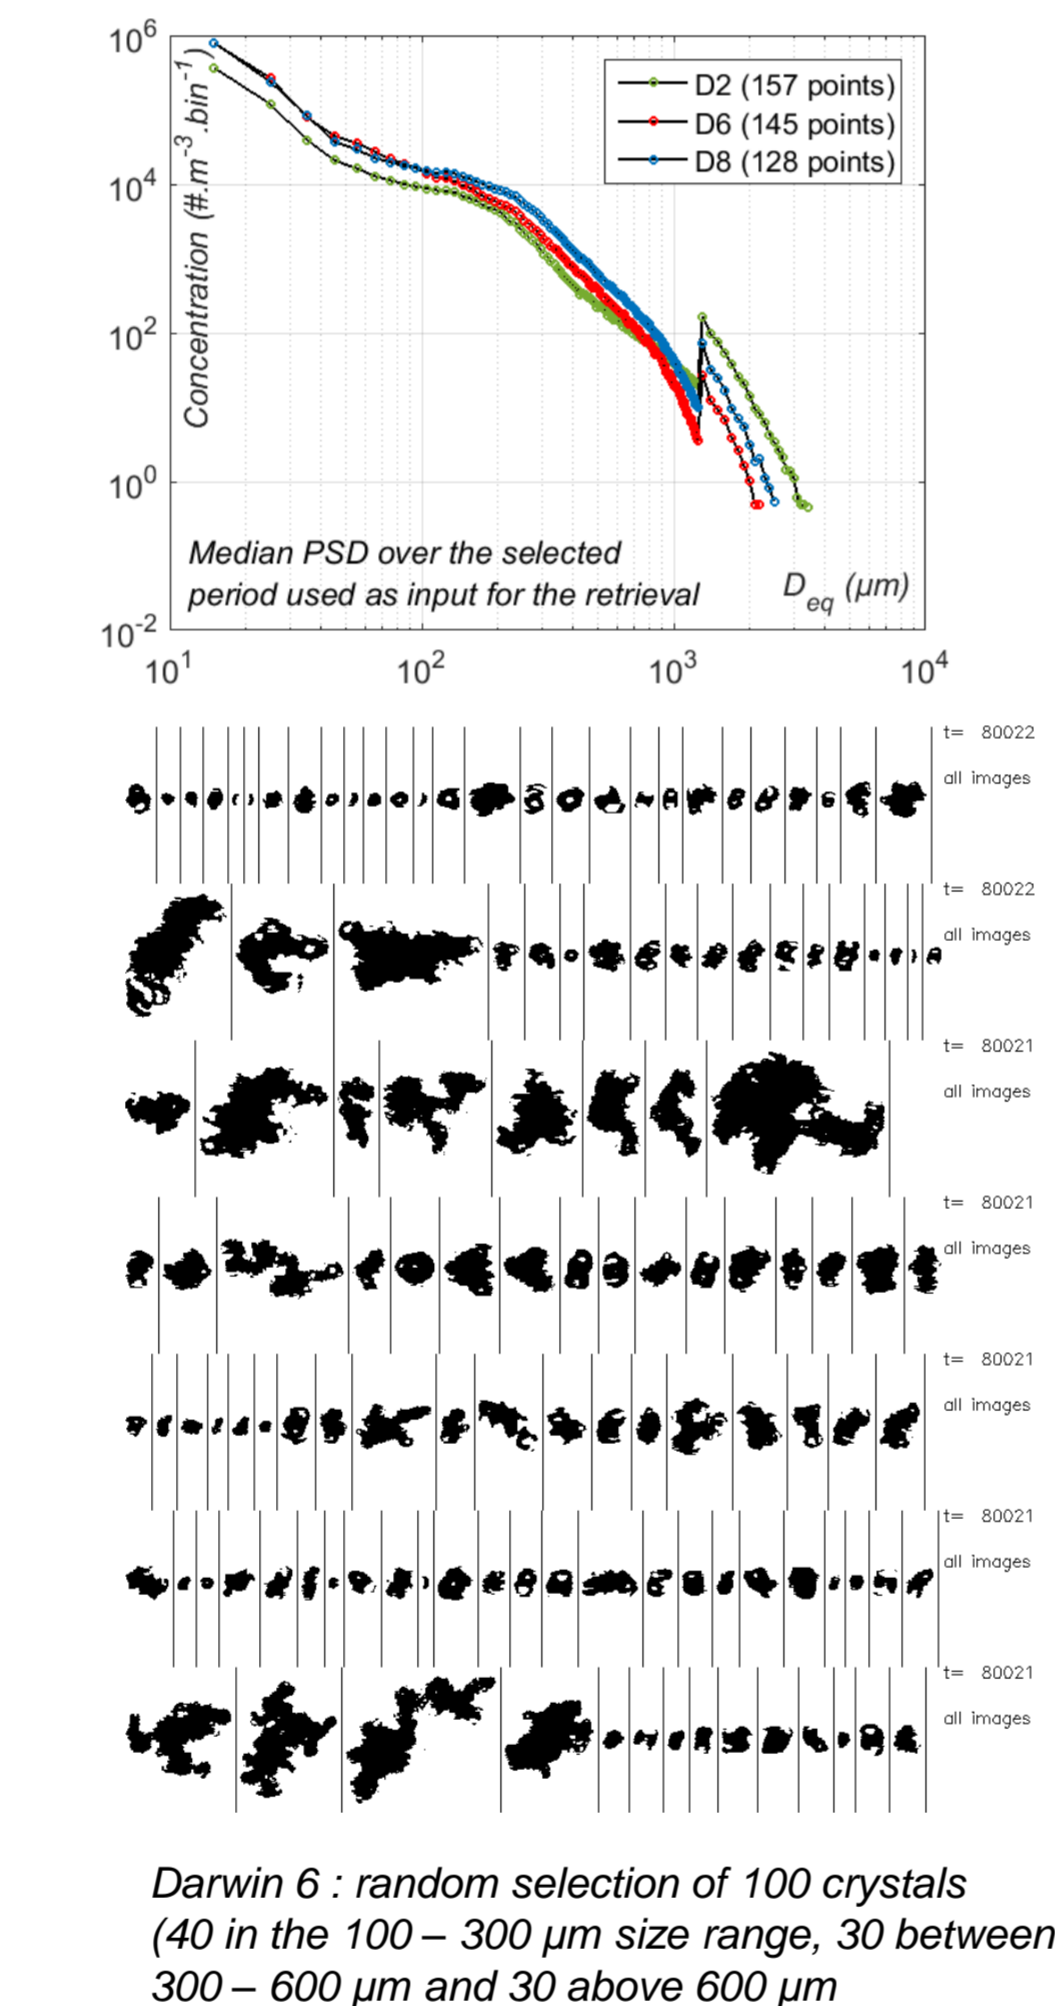 10^6
10^4
10^2
10^0
10^-2
Concentration (#.m^-3.bin^-1)
D2 (157 points)
D6 (145 points)
D8 (128 points)
Median PSD over the selected
period used as input for the retrieval
D_eq (µm)
10^1 10^2 10^3 10^4
t= 80022
all images
t= 80022
all images
t= 80021
all images
t= 80021
all images
t= 80021
all images
t= 80021
all images
t= 80021
all images
Darwin 6 : random selection of 100 crystals
(40 in the 100 – 300 µm size range, 30 between
300 – 600 µm and 30 above 600 µm